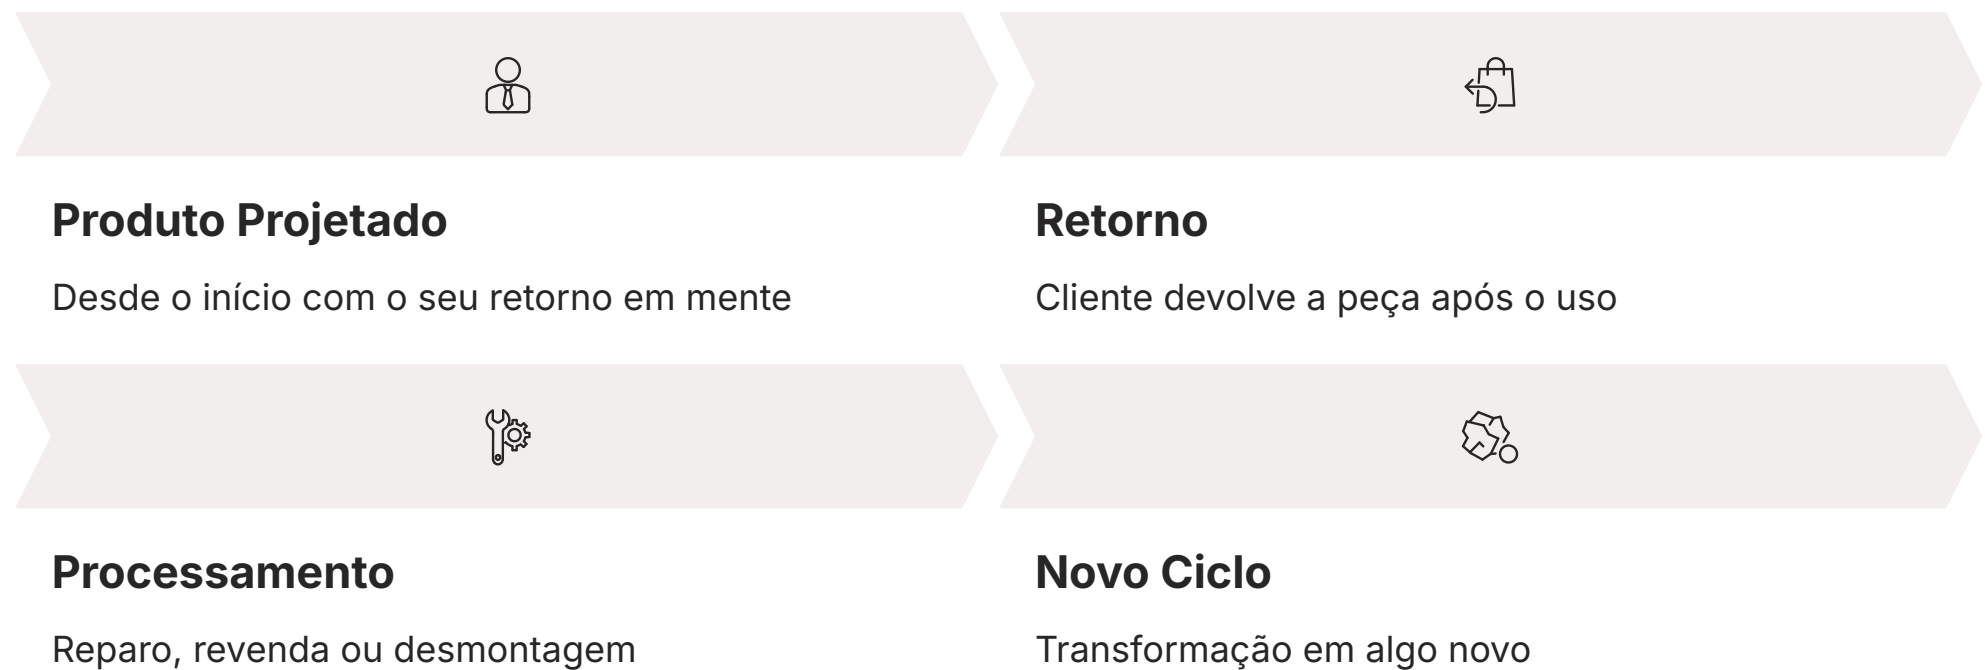 Produto Projetado
Desde o início com o seu retorno em mente
Retorno
Cliente devolve a peça após o uso
Processamento
Reparo, revenda ou desmontagem
Novo Ciclo
Transformação em algo novo